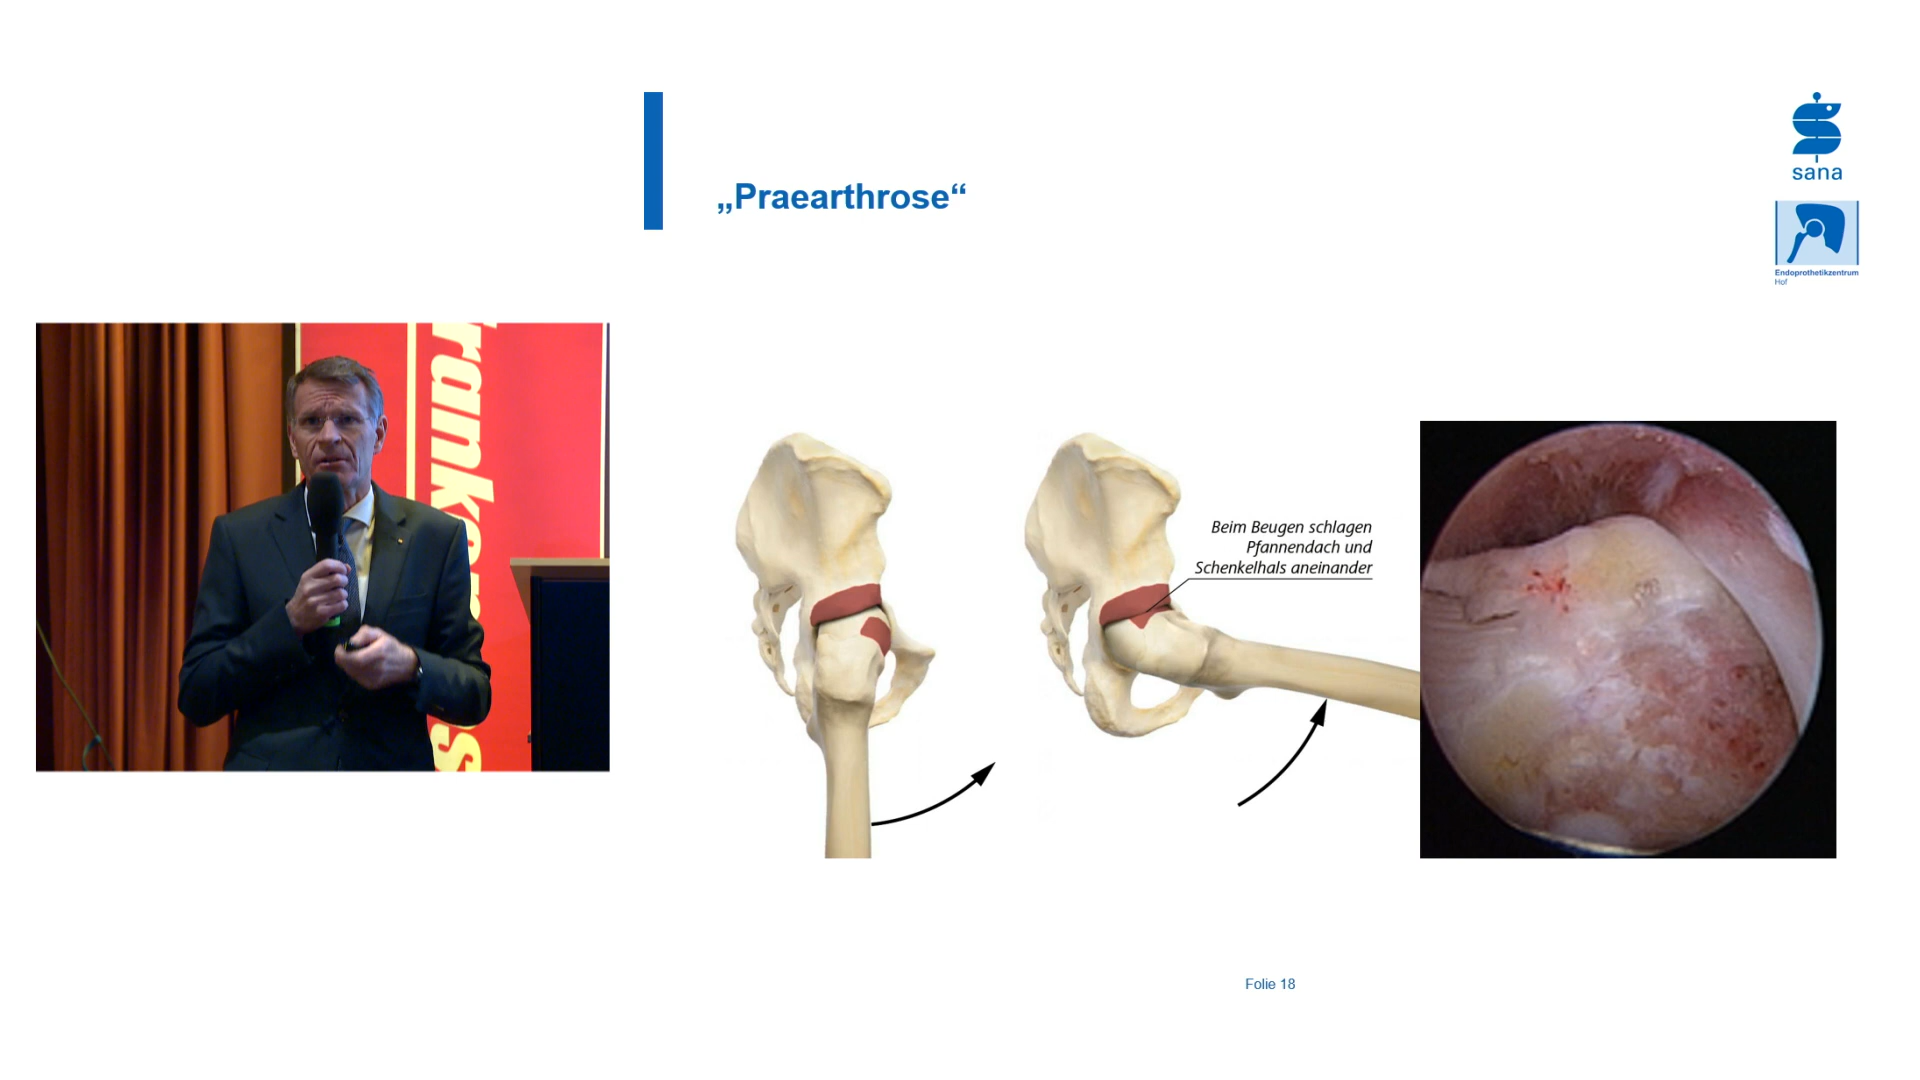 „Praearthrose“
sana
Endoprothetikzentrum
Hof
Beim Beugen schlagen
Pfannendach und
Schenkelhals aneinander
Folie 18